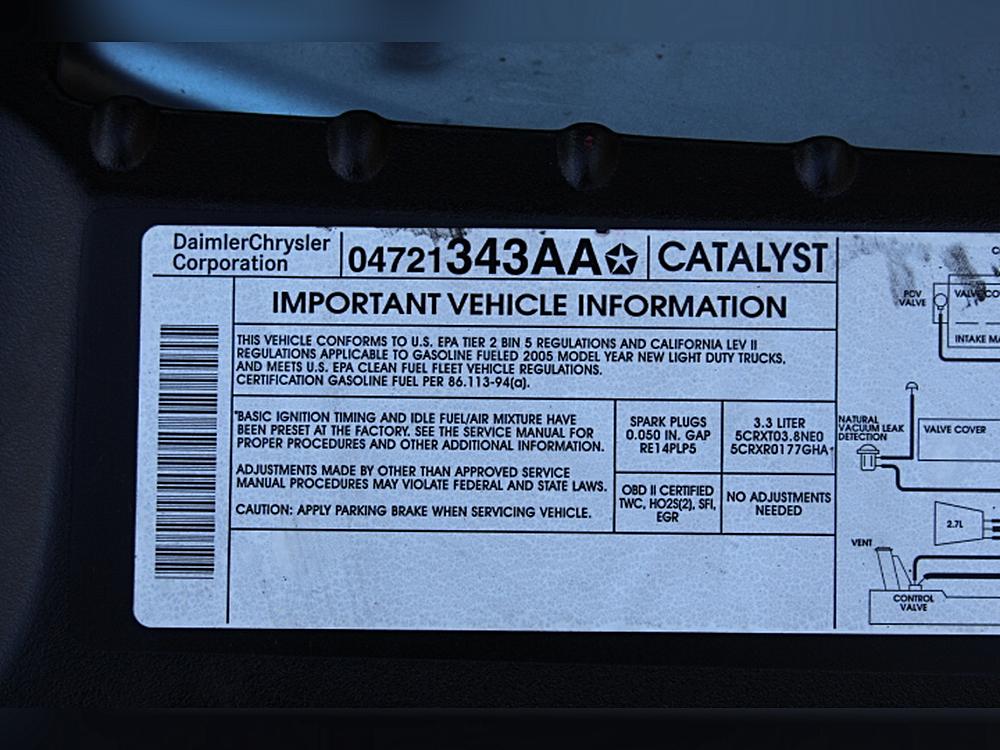 DaimlerChrysler
Corporation
04721343AA
CATALYST
IMPORTANT VEHICLE INFORMATION
THIS VEHICLE CONFORMS TO U.S. EPA TIER 2 BIN 5 REGULATIONS AND CALIFORNIA LEV II
REGULATIONS APPLICABLE TO GASOLINE FUELED 2005 MODEL YEAR NEW LIGHT DUTY TRUCKS,
AND MEETS U.S. EPA CLEAN FUEL FLEET VEHICLE REGULATIONS.
CERTIFICATION GASOLINE FUEL PER 86.113-94(a).
BASIC IGNITION TIMING AND IDLE FUEL/AIR MIXTURE HAVE
BEEN PRESET AT THE FACTORY. SEE THE SERVICE MANUAL FOR
PROPER PROCEDURES AND OTHER ADDITIONAL INFORMATION.
ADJUSTMENTS MADE BY OTHER THAN APPROVED SERVICE
MANUAL PROCEDURES MAY VIOLATE FEDERAL AND STATE LAWS.
CAUTION: APPLY PARKING BRAKE WHEN SERVICING VEHICLE.
SPARK PLUGS
0.050 IN. GAP
RE14PLP5
3.3 LITER
5CRXT03.8NE0
5CRXR0177GHA
OBD II CERTIFIED
TWC, HO2S(2), SFI,
EGR
NO ADJUSTMENTS
NEEDED
PCV
VALVE
VALVE CO
INTAKE MA
NATURAL
VACUUM LEAK
DETECTION
VALVE COVER
2.7L
VENT
CONTROL
VALVE